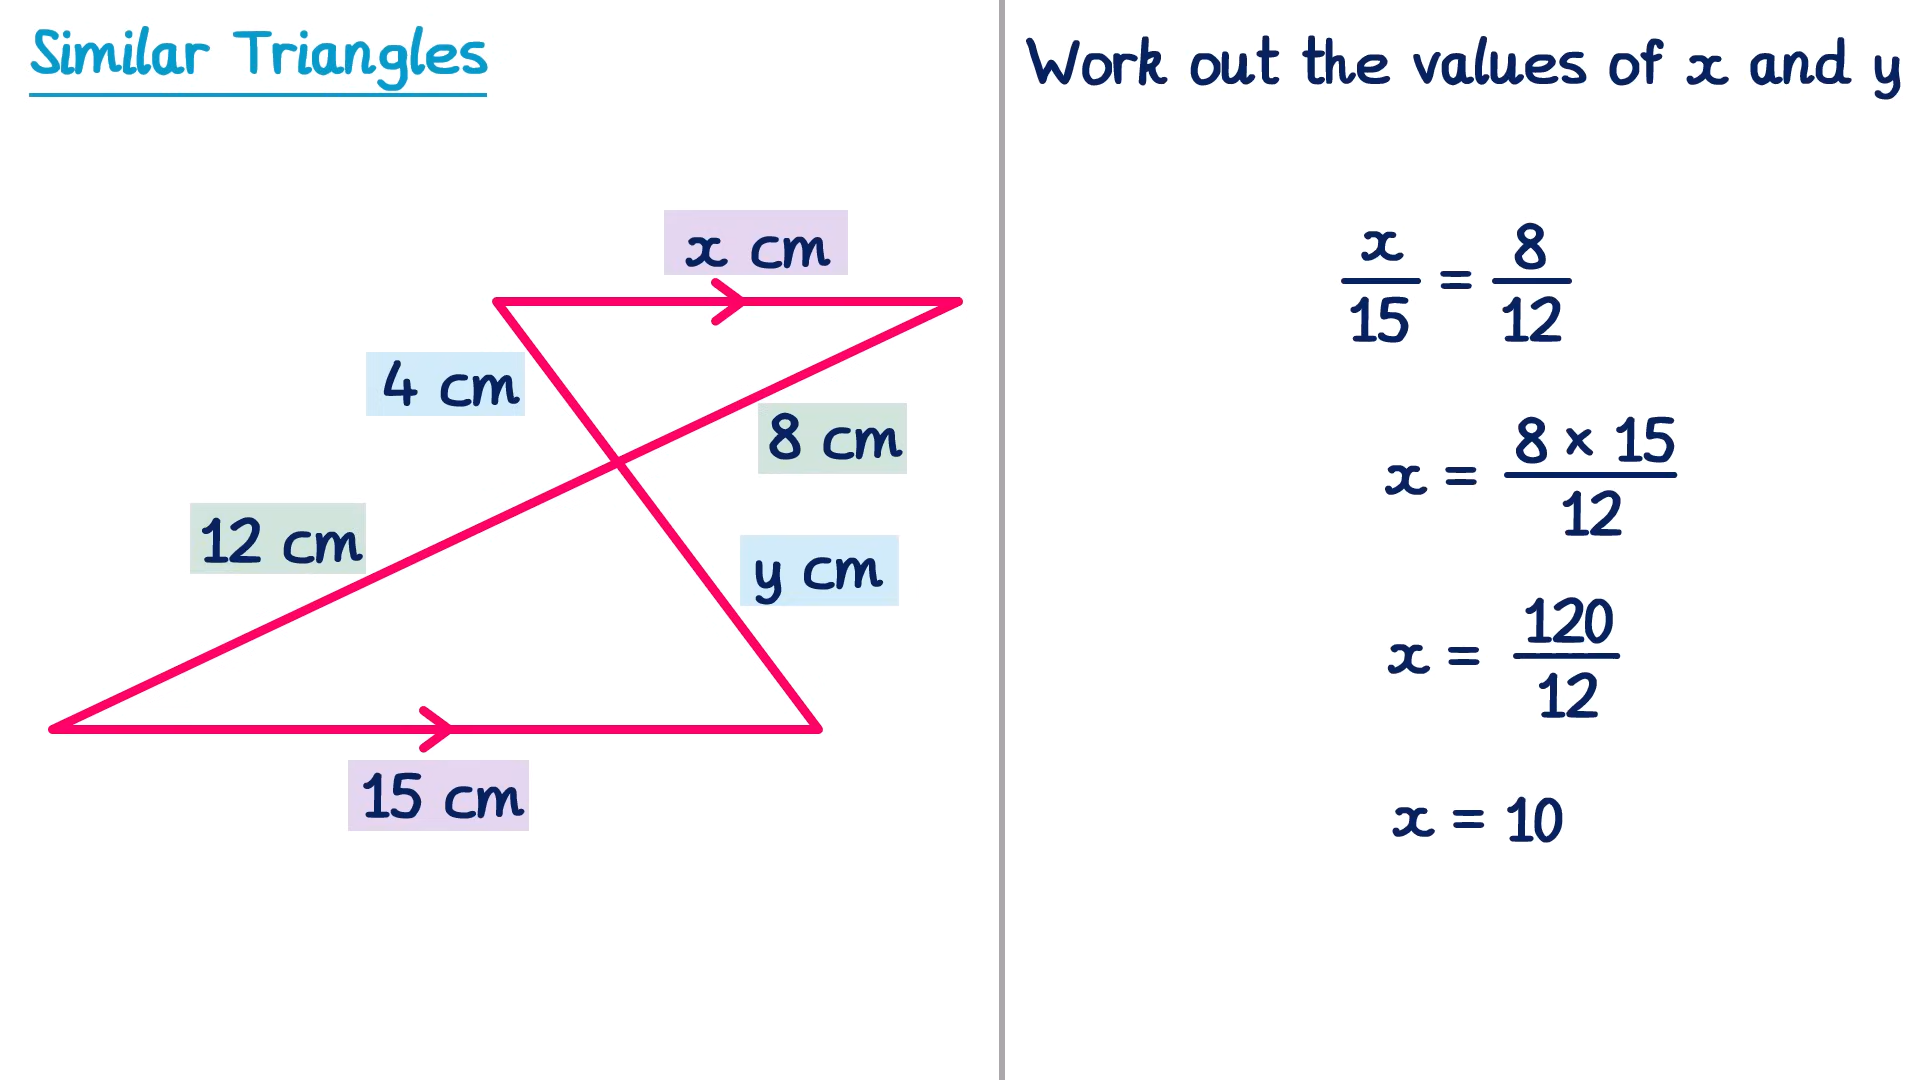 Similar Triangles
x cm
4 cm
8 cm
12 cm
y cm
15 cm
Work out the values of x and y
x/15 = 8/12
x = 8 × 15/12
x = 120/12
x = 10